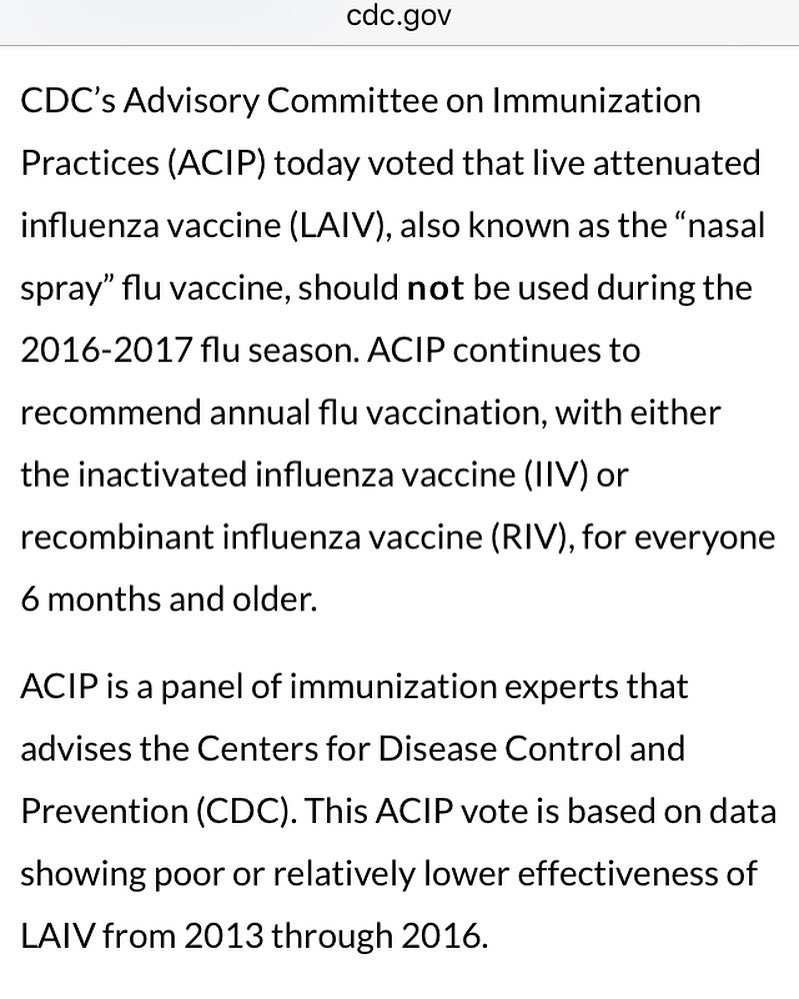 cdc.gov
CDC’s Advisory Committee on Immunization
Practices (ACIP) today voted that live attenuated
influenza vaccine (LAIV), also known as the “nasal
spray” flu vaccine, should not be used during the
2016-2017 flu season. ACIP continues to
recommend annual flu vaccination, with either
the inactivated influenza vaccine (IIV) or
recombinant influenza vaccine (RIV), for everyone
6 months and older.
ACIP is a panel of immunization experts that
advises the Centers for Disease Control and
Prevention (CDC). This ACIP vote is based on data
showing poor or relatively lower effectiveness of
LAIV from 2013 through 2016.